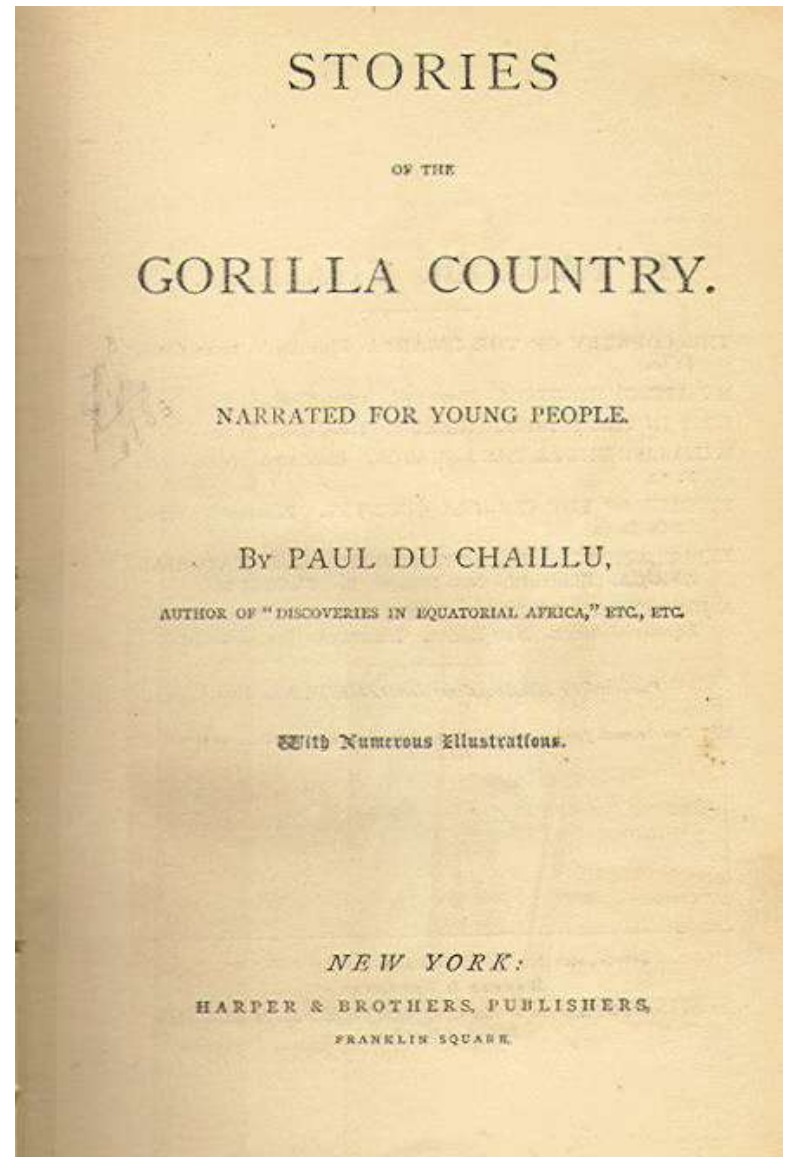 STORIES
OF THE
GORILLA COUNTRY.
NARRATED FOR YOUNG PEOPLE.
BY PAUL DU CHAILLU,
AUTHOR OF "DISCOVERIES IN EQUATORIAL AFRICA," ETC., ETC.
With Numerous Illustrations.
NEW YORK:
HARPER & BROTHERS, PUBLISHERS,
FRANKLIN SQUARE.